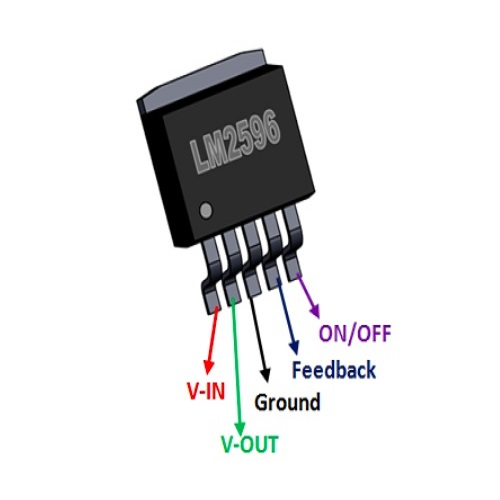 LM2596
ON/OFF
Feedback
V-IN
Ground
V-OUT